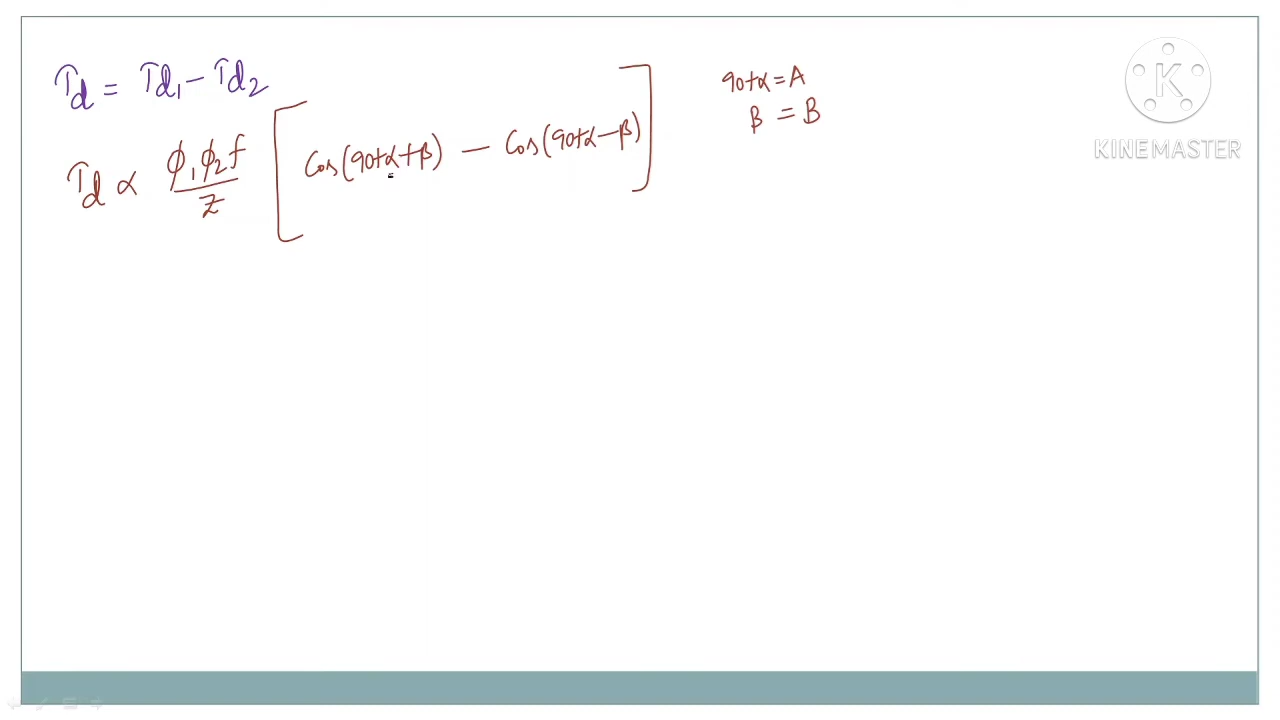 Td = Td1 - Td2
Td ∝ ϕ1ϕ2f/z [Cos(90+α+β) - Cos(90+α-β)]
90+α = A
β = B
K
KINEMASTER